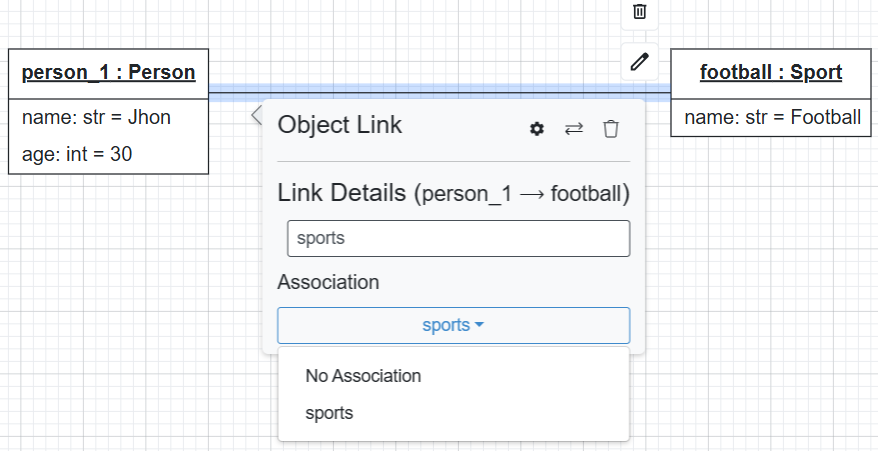 person_1 : Person
name: str = Jhon
age: int = 30
football : Sport
name: str = Football
Object Link
Link Details (person_1 ⟶ football)
sports
Association
sports
No Association
sports